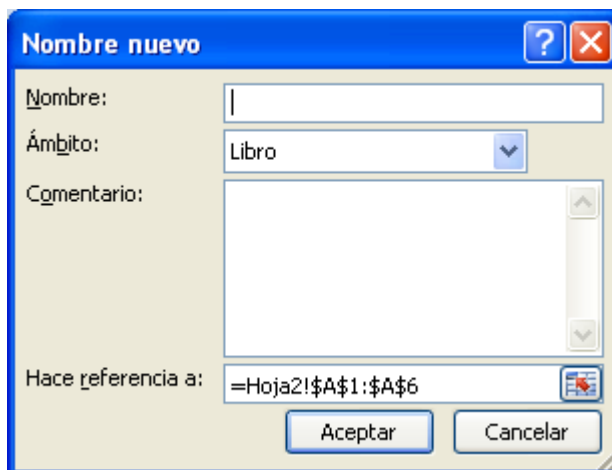 Nombre nuevo
Nombre:
Ámbito: Libro
Comentario:
Hace referencia a: =Hoja2!$A$1:$A$6
Aceptar Cancelar